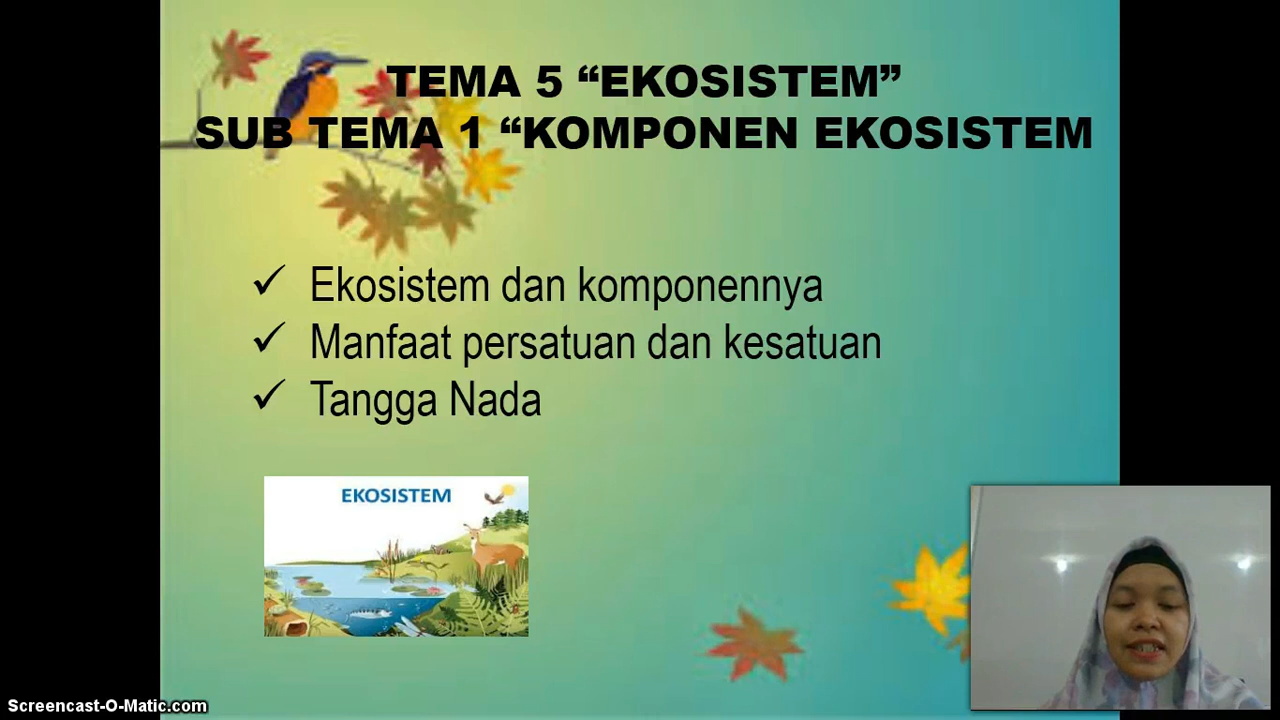 TEMA 5 “EKOSISTEM”
SUB TEMA 1 “KOMPONEN EKOSISTEM
✓ Ekosistem dan komponennya
✓ Manfaat persatuan dan kesatuan
✓ Tangga Nada
EKOSISTEM
Screencast-O-Matic.com